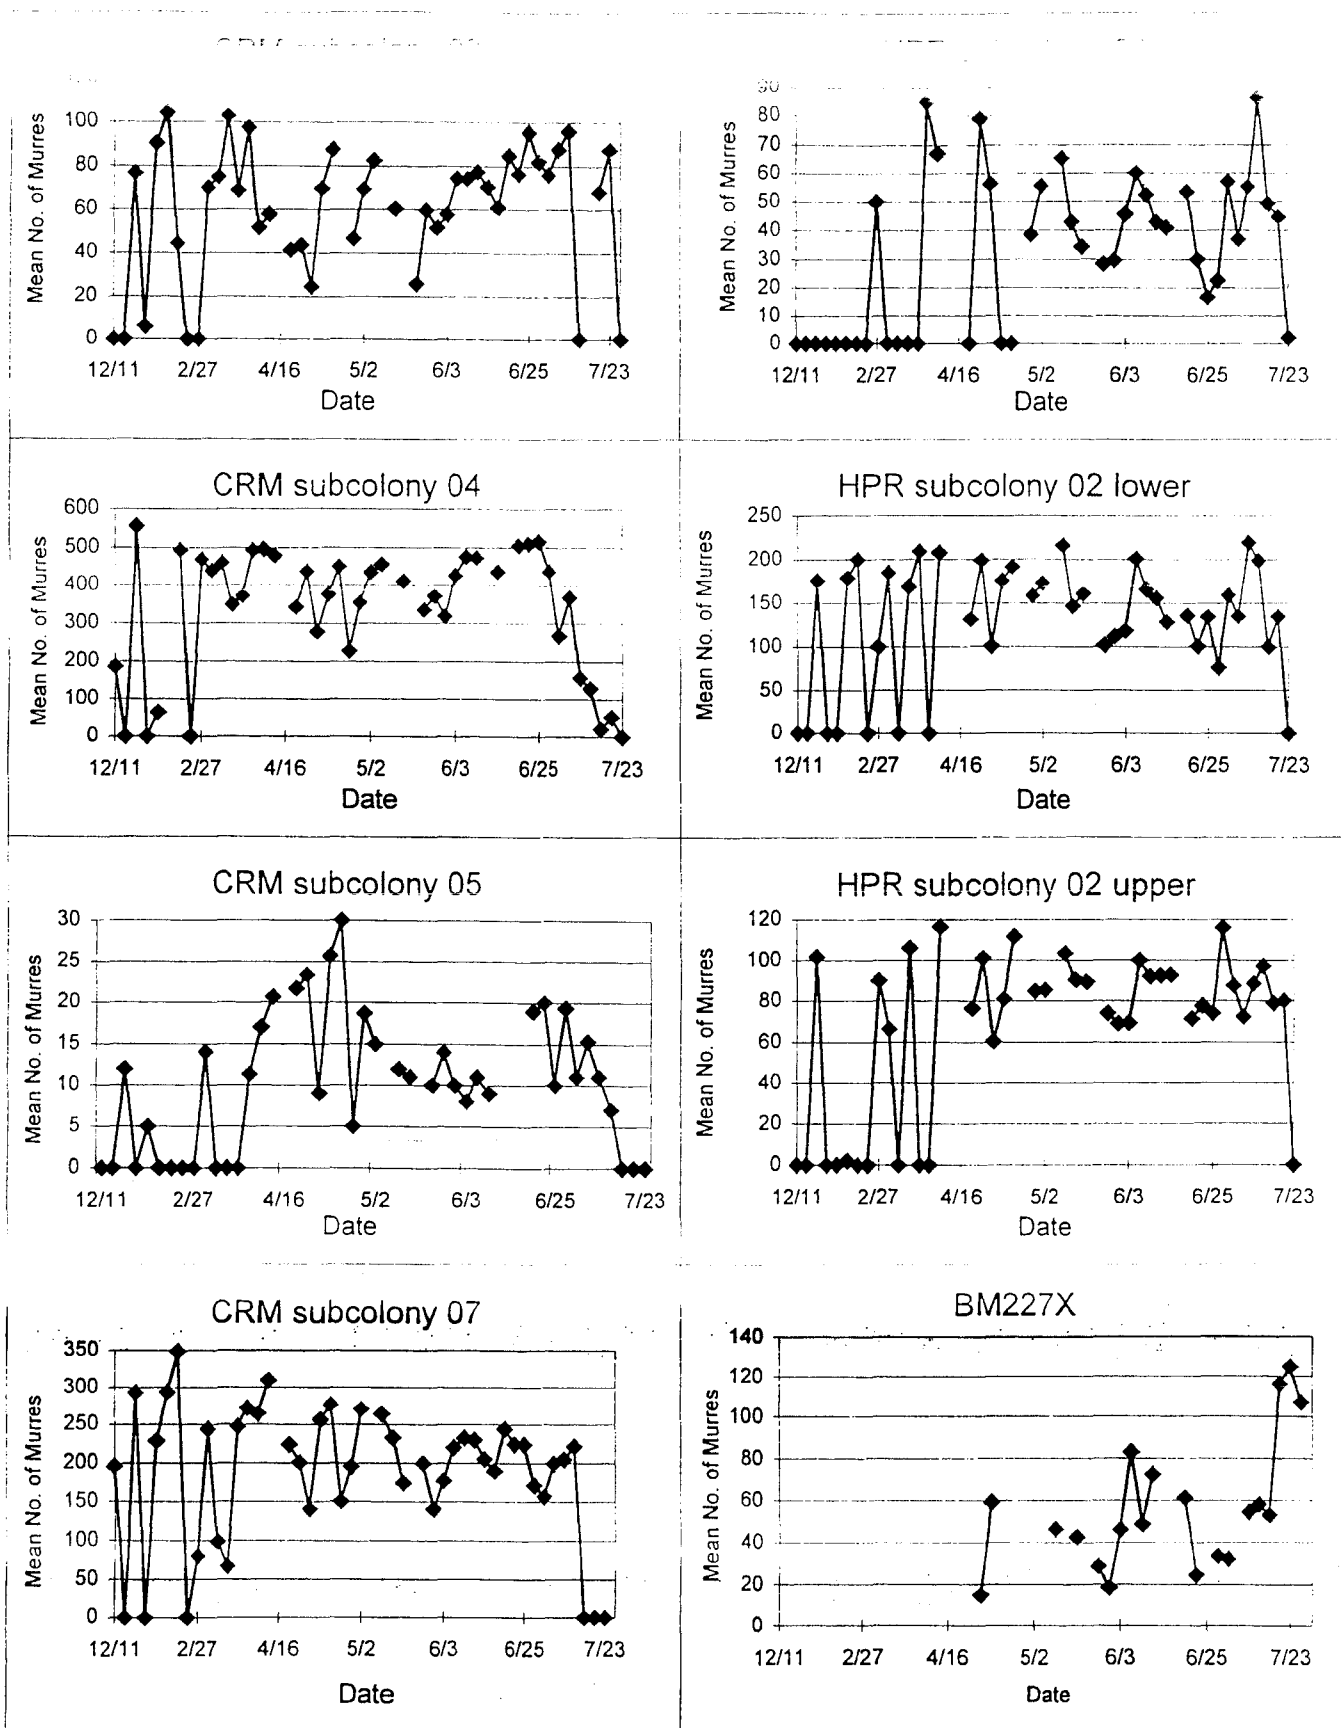 Mean No. of Murres
100
80
60
40
20
0
12/11 2/27 4/16 5/2 6/3 6/25 7/23
Date
Mean No. of Murres
90
80
70
60
50
40
30
20
10
0
12/11 2/27 4/16 5/2 6/3 6/25 7/23
Date
CRM subcolony 04
Mean No. of Murres
600
500
400
300
200
100
0
12/11 2/27 4/16 5/2 6/3 6/25 7/23
Date
HPR subcolony 02 lower
Mean No. of Murres
250
200
150
100
50
0
12/11 2/27 4/16 5/2 6/3 6/25 7/23
Date
CRM subcolony 05
Mean No. of Murres
30
25
20
15
10
5
0
12/11 2/27 4/16 5/2 6/3 6/25 7/23
Date
HPR subcolony 02 upper
Mean No. of Murres
120
100
80
60
40
20
0
12/11 2/27 4/16 5/2 6/3 6/25 7/23
Date
CRM subcolony 07
Mean No. of Murres
350
300
250
200
150
100
50
0
12/11 2/27 4/16 5/2 6/3 6/25 7/23
Date
BM227X
Mean No. of Murres
140
120
100
80
60
40
20
0
12/11 2/27 4/16 5/2 6/3 6/25 7/23
Date